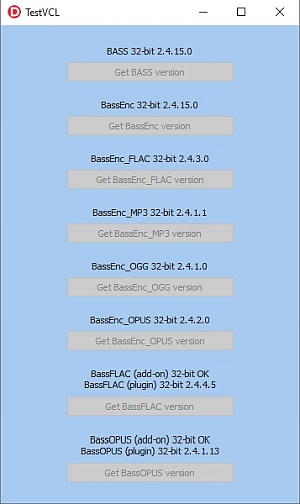 TestVCL
BASS 32-bit 2.4.15.0
Get BASS version
BassEnc 32-bit 2.4.15.0
Get BassEnc version
BassEnc_FLAC 32-bit 2.4.3.0
Get BassEnc_FLAC version
BassEnc_MP3 32-bit 2.4.1.1
Get BassEnc_MP3 version
BassEnc_OGG 32-bit 2.4.1.0
Get BassEnc_OGG version
BassEnc_OPUS 32-bit 2.4.2.0
Get BassEnc_OPUS version
BassFLAC (add-on) 32-bit OK
BassFLAC (plugin) 2.4.4.5
Get BassFLAC version
BassOPUS (add-on) 32-bit OK
BassOPUS (plugin) 2.4.1.13
Get BassOPUS version